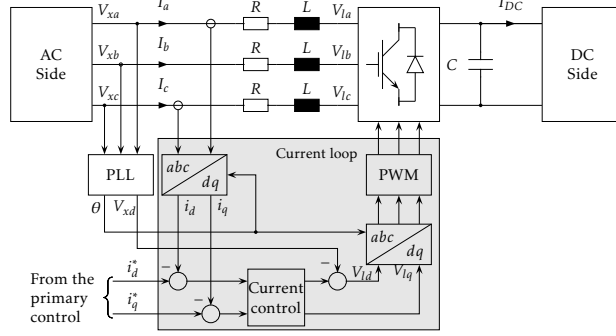 AC Side
V_xa
I_a
R
L
V_la
V_xb
I_b
V_lb
V_xc
I_c
R
L
V_lc
C
I_DC
DC Side
Current loop
PLL
abc
dq
PWM
θ
V_xd
i_d
i_q
abc
dq
From the primary control
i_d^*
−
i_q^*
−
Current control
−
V_ld
V_lq